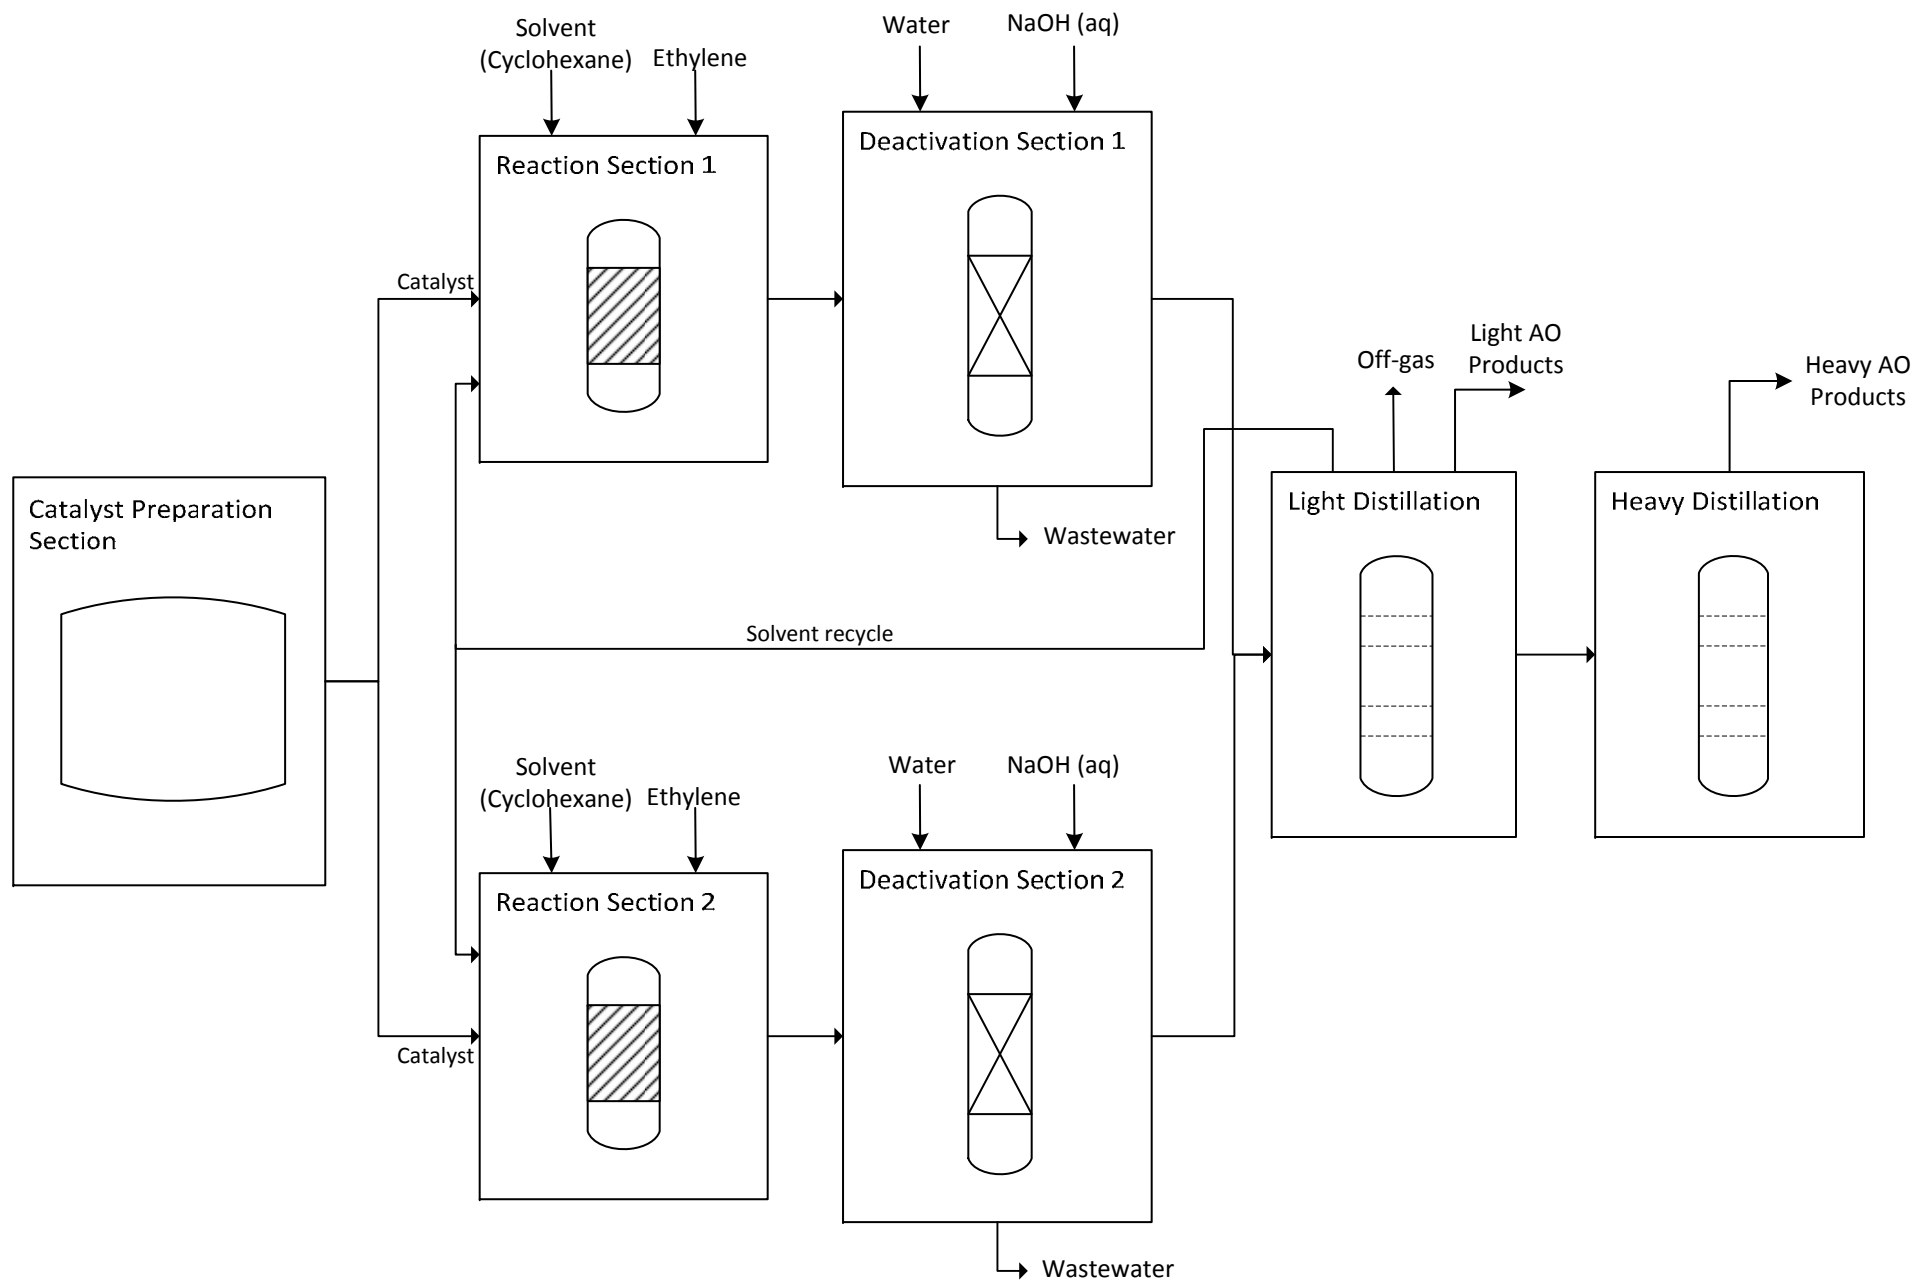 Solvent
(Cyclohexane)
Ethylene
Water
NaOH (aq)
Reaction Section 1
Deactivation Section 1
Catalyst
Light AO
Products
Off-gas
Heavy AO
Products
Catalyst Preparation
Section
Light Distillation
Heavy Distillation
Wastewater
Solvent recycle
Solvent
(Cyclohexane)
Ethylene
Water
NaOH (aq)
Reaction Section 2
Deactivation Section 2
Catalyst
Wastewater